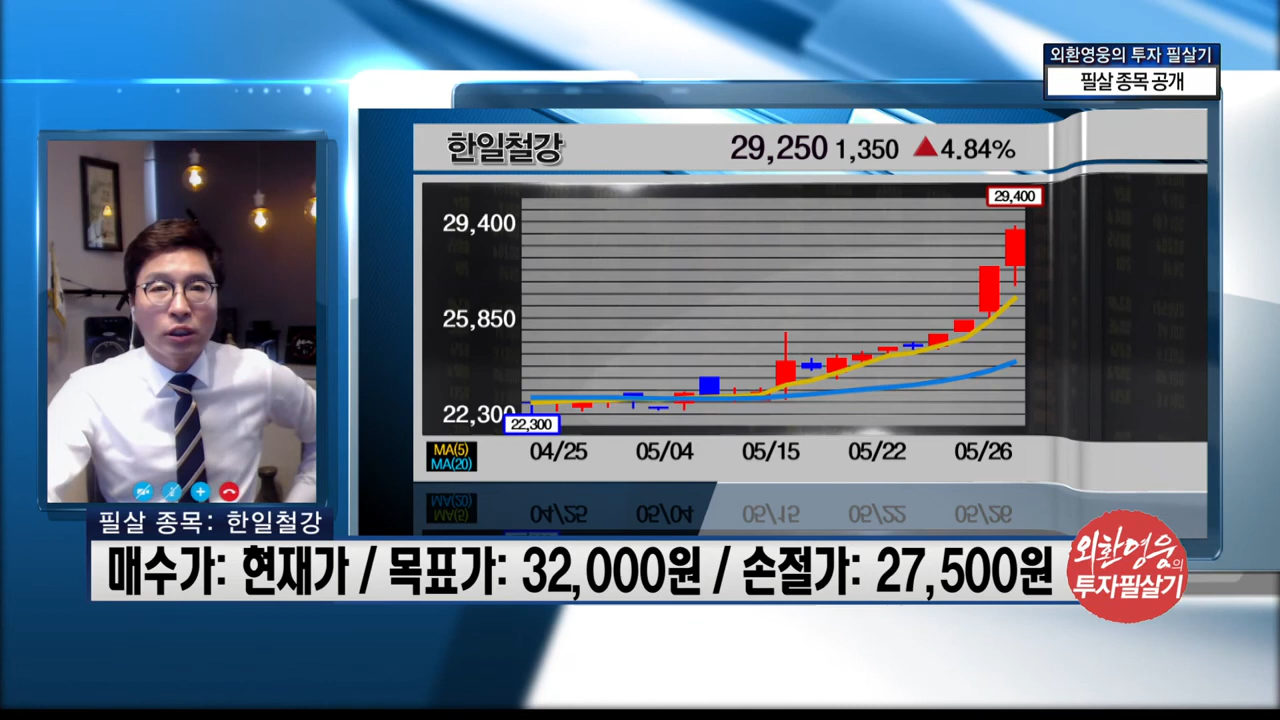 외환영웅의 투자 필살기
필살 종목 공개
한일철강 29,250 1,350 ▲4.84%
29,400
29,400
25,850
22,300
22,300
MA(5)
MA(20)
04/25 05/04 05/15 05/22 05/26
필살 종목: 한일철강
매수가: 현재가 / 목표가: 32,000원 / 손절가: 27,500원
외환영웅의
투자필살기